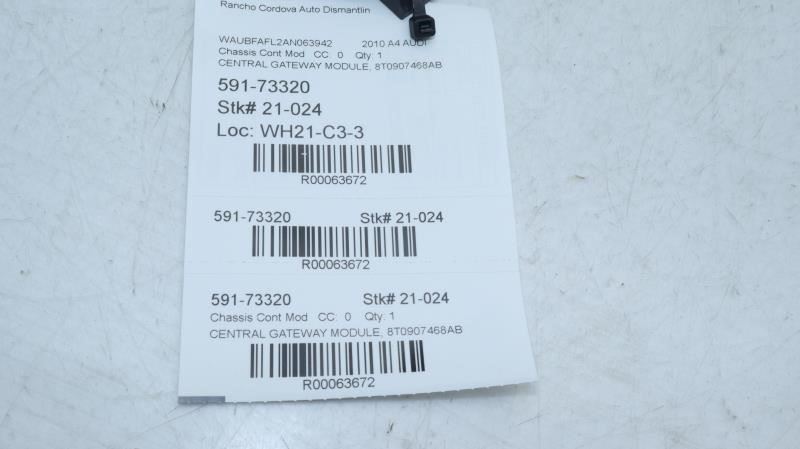 Rancho Cordova Auto Dismantlin
WAUBFAFL2AN063942 2010 A4 AUDI
Chassis Cont Mod CC: 0 Qty: 1
CENTRAL GATEWAY MODULE, 8T0907468AB
591-73320
Stk# 21-024
Loc: WH21-C3-3
R00063672
591-73320 Stk# 21-024
R00063672
591-73320 Stk# 21-024
Chassis Cont Mod CC: 0 Qty: 1
CENTRAL GATEWAY MODULE, 8T0907468AB
R00063672